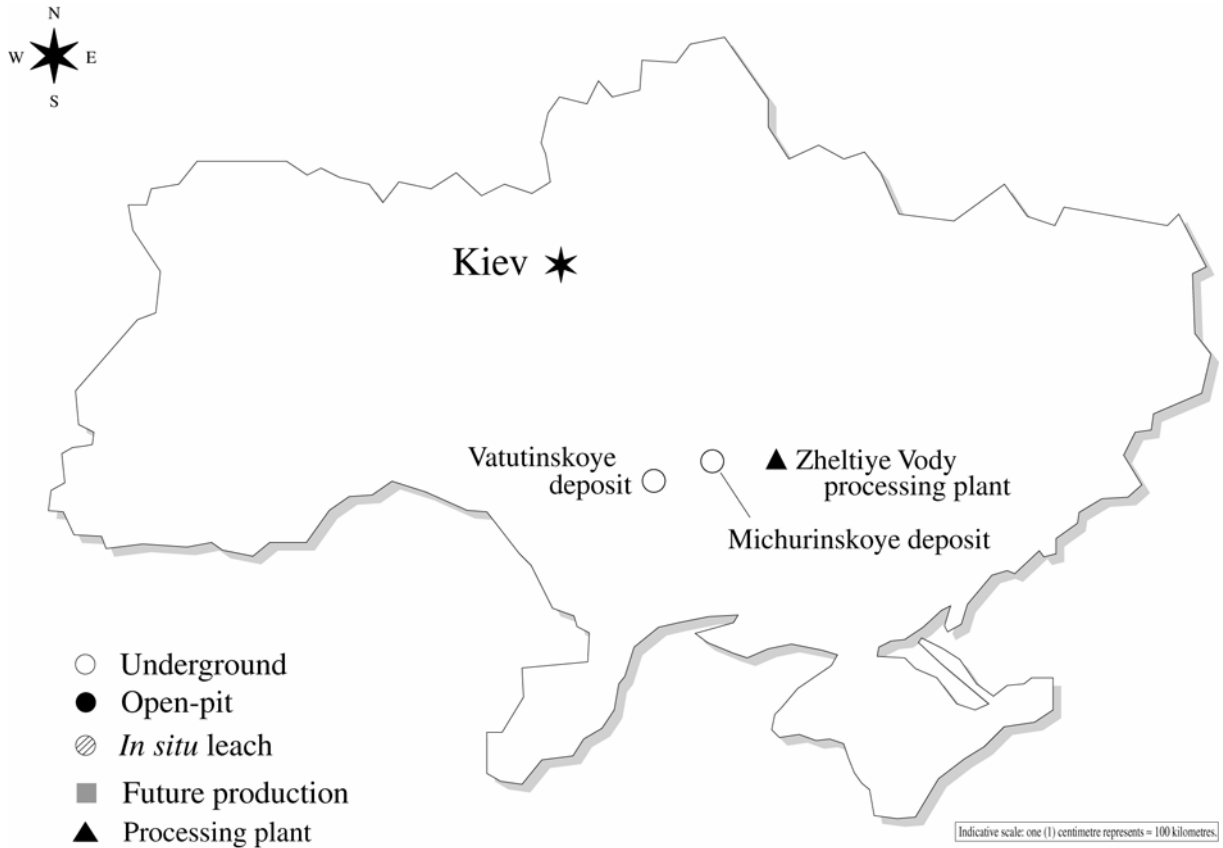 N
W E
S
Kiev
Vatutinskoye
deposit
Zheltiye Vody
processing plant
Michurinskoye deposit
Underground
Open-pit
In situ leach
Future production
Processing plant
Indicative scale: one (1) centimetre represents ≈ 100 kilometres.